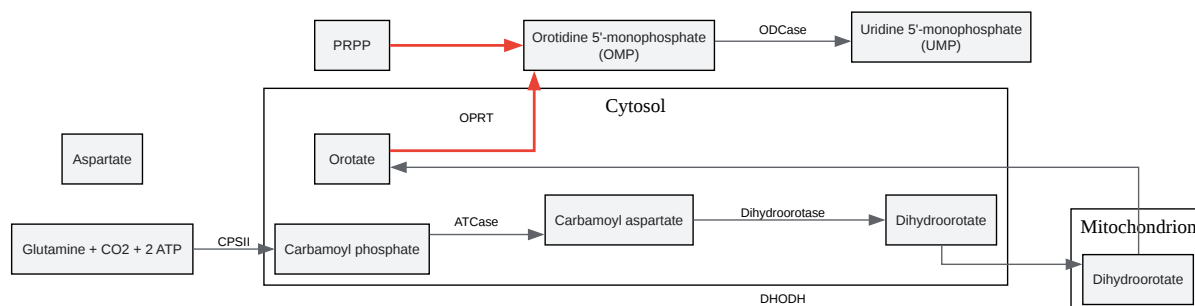 PRPP
Orotidine 5'-monophosphate
(OMP)
ODCase
Uridine 5'-monophosphate
(UMP)
Cytosol
OPRT
Aspartate
Orotate
Glutamine + CO2 + 2 ATP
CPSII
Carbamoyl phosphate
ATCase
Carbamoyl aspartate
Dihydroorotase
Dihydroorotate
Mitochondrion
Dihydroorotate
DHODH